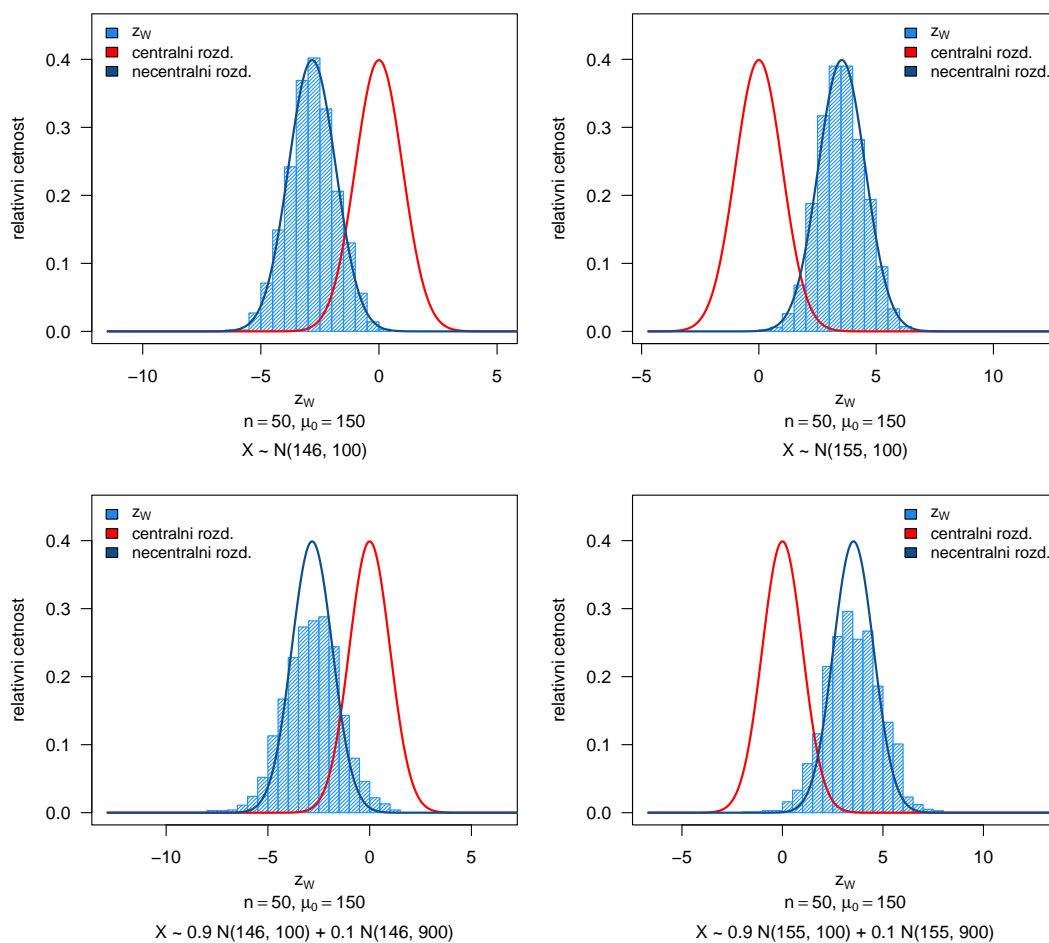 z_W
centralni rozd.
necentralni rozd.
relativni cetnost
0.0
0.1
0.2
0.3
0.4
−10
−5
0
5
z_W
n = 50, μ₀ = 150
X ~ N(146, 100)
z_W
centralni rozd.
necentralni rozd.
relativni cetnost
0.0
0.1
0.2
0.3
0.4
−5
0
5
10
z_W
n = 50, μ₀ = 150
X ~ N(155, 100)
z_W
centralni rozd.
necentralni rozd.
relativni cetnost
0.0
0.1
0.2
0.3
0.4
−10
−5
0
5
z_W
n = 50, μ₀ = 150
X ~ 0.9 N(146, 100) + 0.1 N(146, 900)
z_W
centralni rozd.
necentralni rozd.
relativni cetnost
0.0
0.1
0.2
0.3
0.4
−5
0
5
10
z_W
n = 50, μ₀ = 150
X ~ 0.9 N(155, 100) + 0.1 N(155, 900)